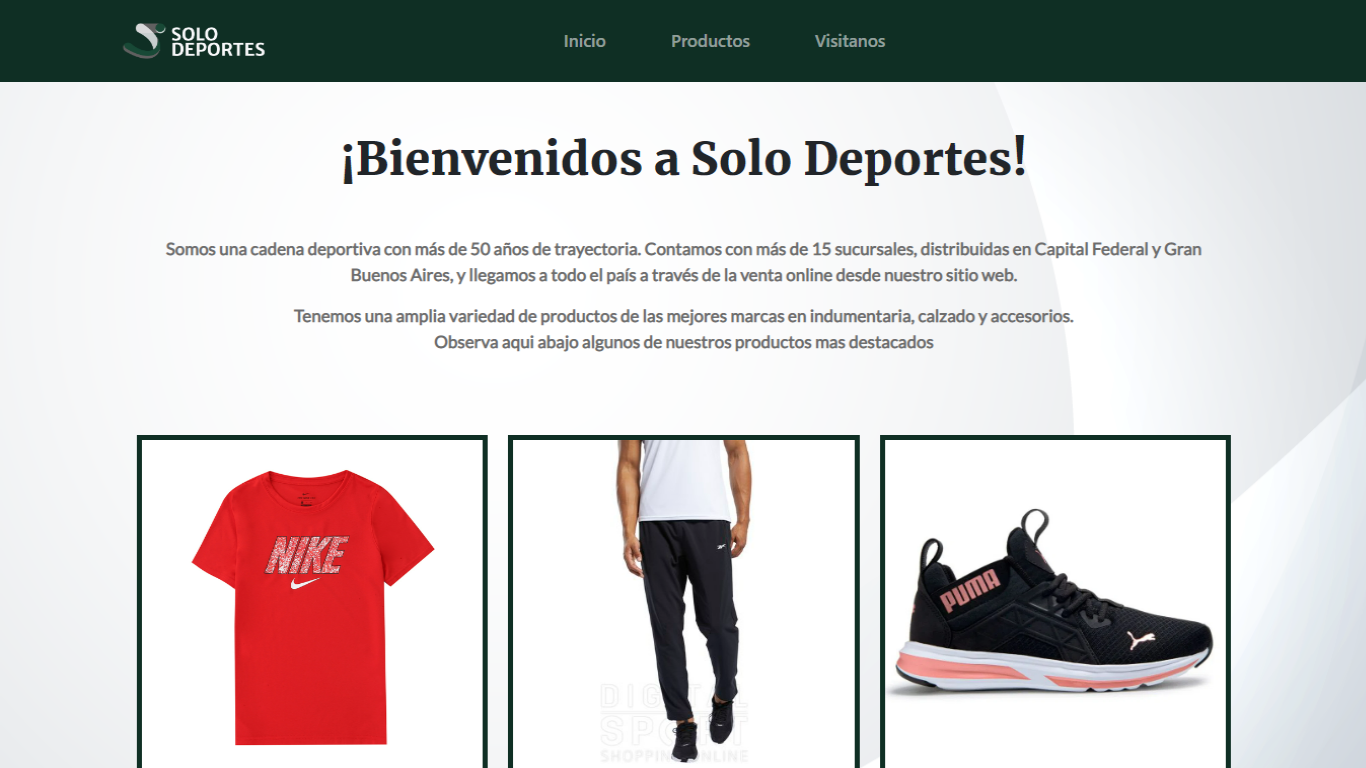 SOLO
DEPORTES
Inicio
Productos
Visitanos
¡Bienvenidos a Solo Deportes!
Somos una cadena deportiva con más de 50 años de trayectoria. Contamos con más de 15 sucursales, distribuidas en Capital Federal y Gran
Buenos Aires, y llegamos a todo el país a través de la venta online desde nuestro sitio web.
Tenemos una amplia variedad de productos de las mejores marcas en indumentaria, calzado y accesorios.
Observa aqui abajo algunos de nuestros productos mas destacados
NIKE
DIGITAL
SPORT
SHOPPING ONLINE
PUMA